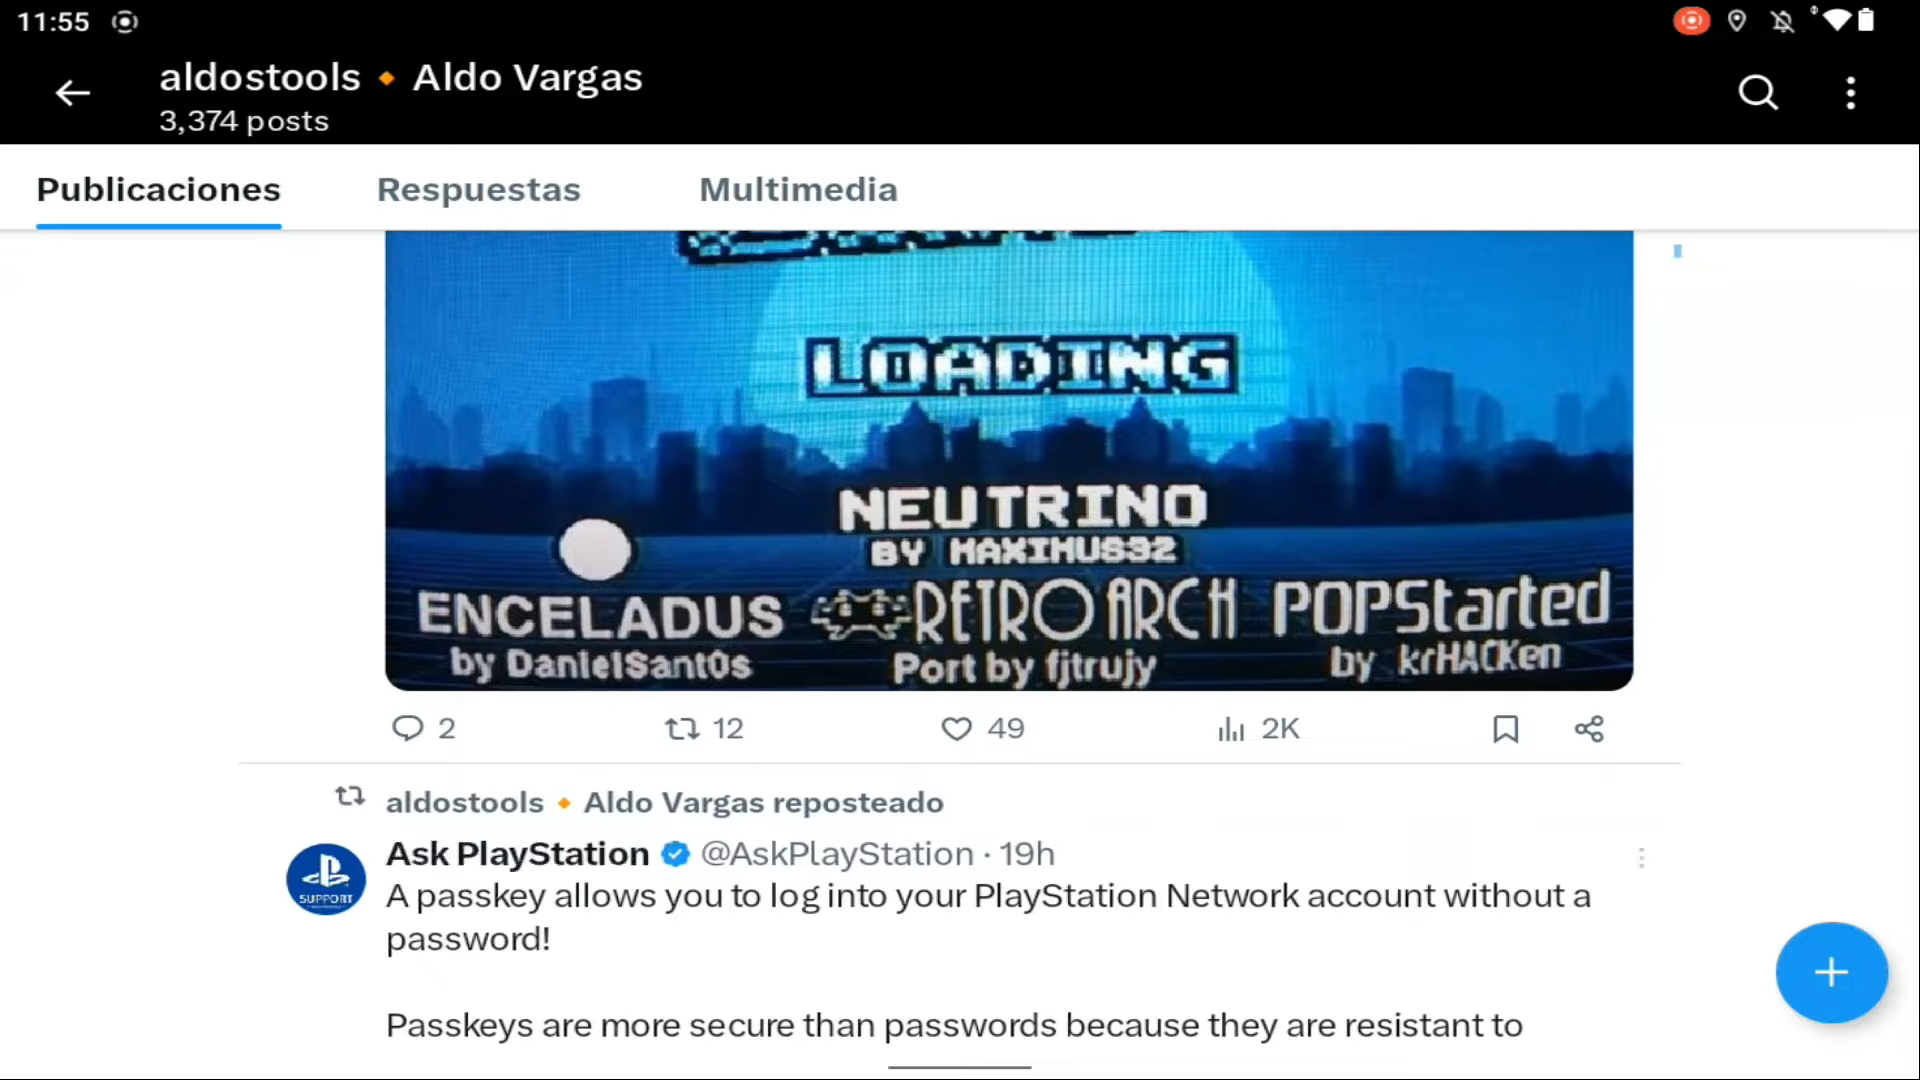 11:55
aldostools 🔸 Aldo Vargas
3,374 posts
Publicaciones
Respuestas
Multimedia
LOADING
NEUTRINO
BY MAXIMUS32
ENCELADUS
by DanielSant0s
RETROARCH
Port by fjtrujy
POPStarted
by krHACKen
2
12
49
2K
aldostools 🔸 Aldo Vargas reposteado
Ask PlayStation @AskPlayStation · 19h
SUPPORT
A passkey allows you to log into your PlayStation Network account without a
password!
Passkeys are more secure than passwords because they are resistant to